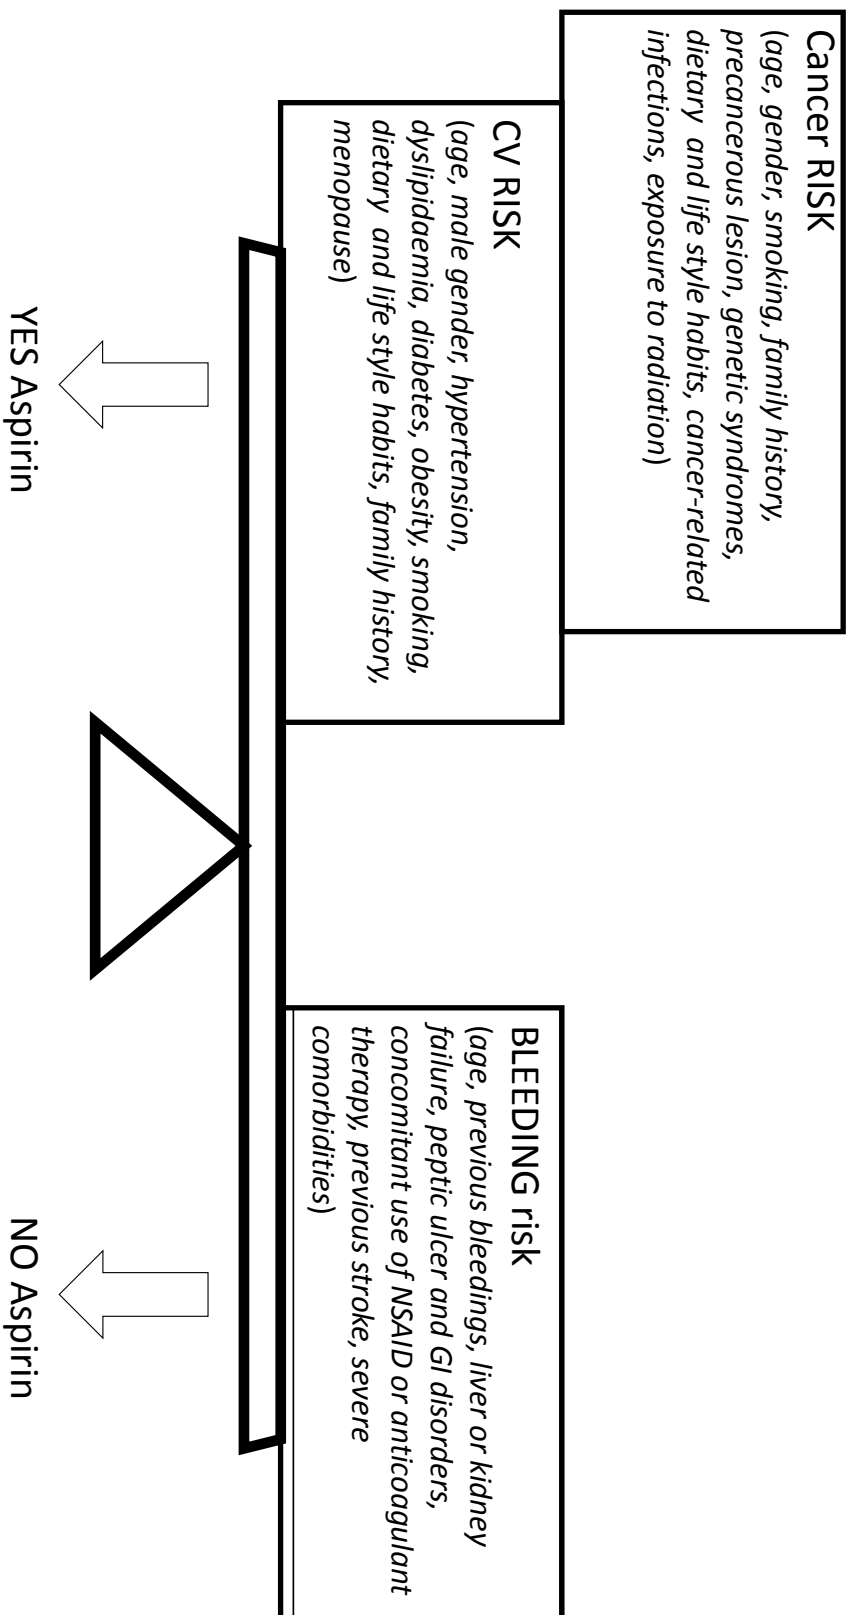 Cancer RISK
(age, gender, smoking, family history,
precancerous lesion, genetic syndromes,
dietary and life style habits, cancer-related
infections, exposure to radiation)
CV RISK
(age, male gender, hypertension,
dyslipidaemia, diabetes, obesity, smoking,
dietary and life style habits, family history,
menopause)
BLEEDING risk
(age, previous bleedings, liver or kidney
failure, peptic ulcer and GI disorders,
concomitant use of NSAID or anticoagulant
therapy, previous stroke, severe
comorbidities)
YES Aspirin
NO Aspirin